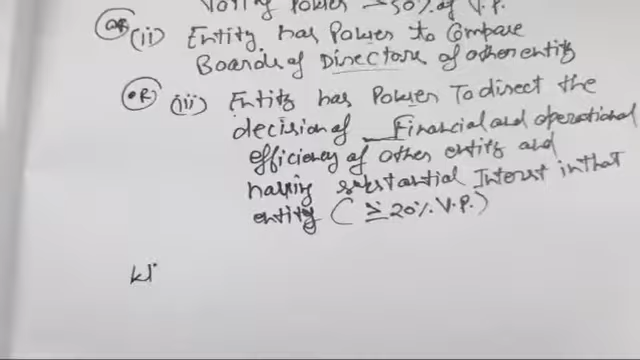 Voting Power > 50% of V.P.
OR (ii) Entity has Power to Compose
Boards of Directors of other entity
OR (iii) Entity has Power To direct the
decision of Financial and operational
efficiency of other entity and
having substantial Interest in that
entity ( ≥ 20% V.P.)